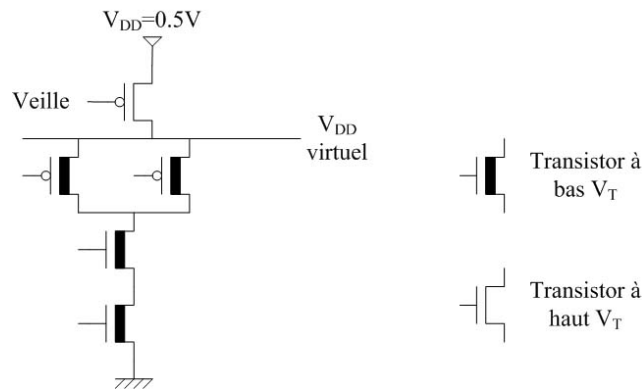 V_DD=0.5V
Veille
V_DD
virtuel
Transistor à
bas V_T
Transistor à
haut V_T